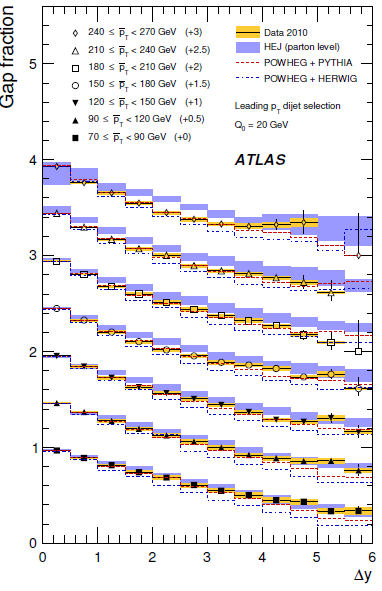 Gap fraction
240 ≤ p̅T < 270 GeV (+3)
210 ≤ p̅T < 240 GeV (+2.5)
180 ≤ p̅T < 210 GeV (+2)
150 ≤ p̅T < 180 GeV (+1.5)
120 ≤ p̅T < 150 GeV (+1)
90 ≤ p̅T < 120 GeV (+0.5)
70 ≤ p̅T < 90 GeV (+0)
Data 2010
HEJ (parton level)
POWHEG + PYTHIA
POWHEG + HERWIG
Leading pT dijet selection
Q0 = 20 GeV
ATLAS
5
4
3
2
1
0
0 1 2 3 4 5 6
Δy